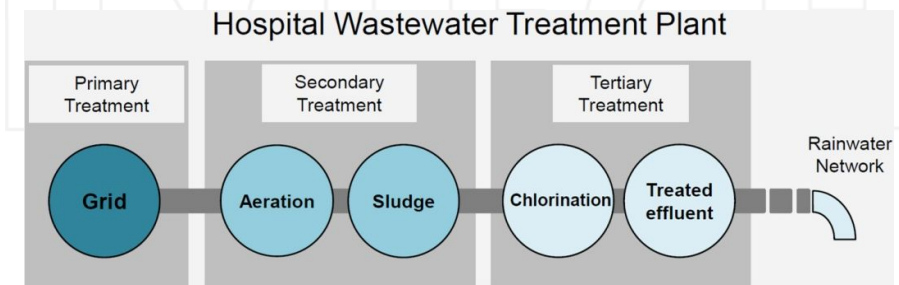 Hospital Wastewater Treatment Plant
Primary
Treatment
Secondary
Treatment
Tertiary
Treatment
Grid
Aeration
Sludge
Chlorination
Treated
effluent
Rainwater
Network